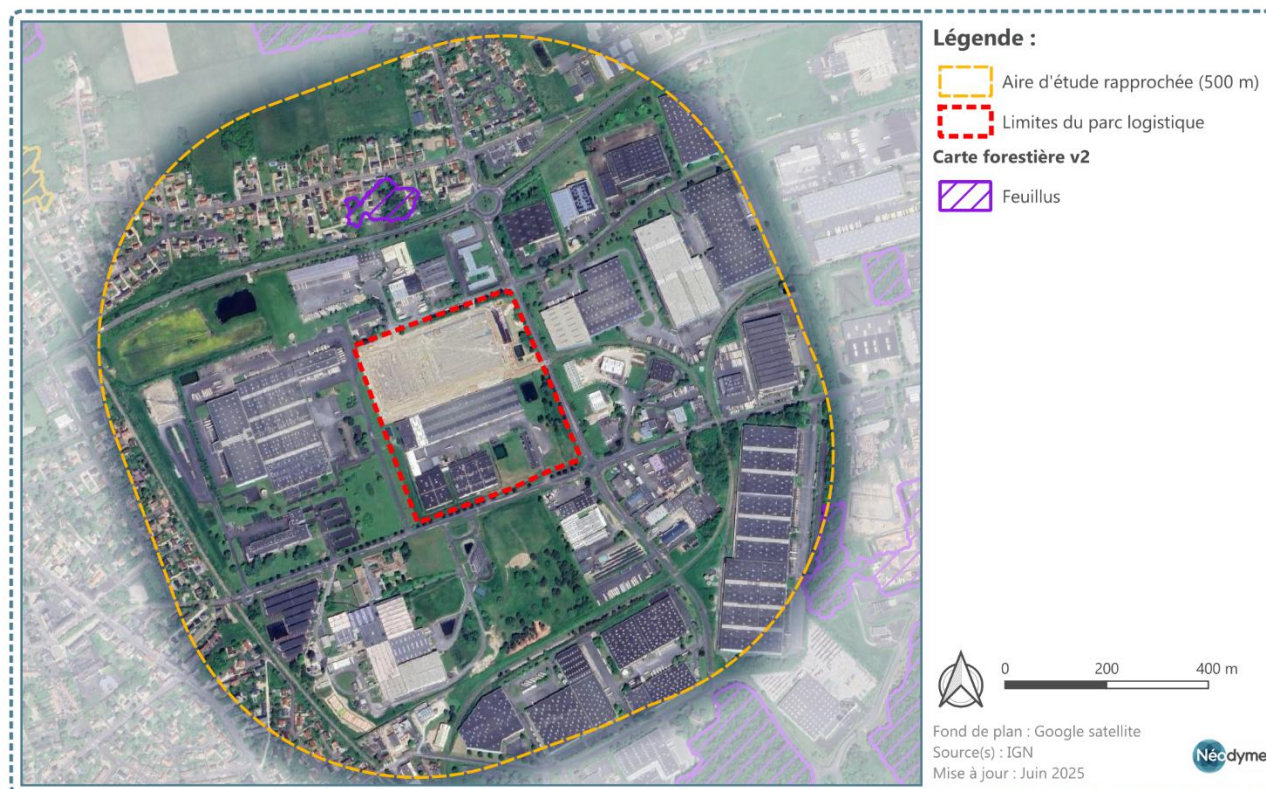 Légende :
Aire d'étude rapprochée (500 m)
Limites du parc logistique
Carte forestière v2
Feuillus
0 200 400 m
Fond de plan : Google satellite
Source(s) : IGN
Mise à jour : Juin 2025
Néodyme